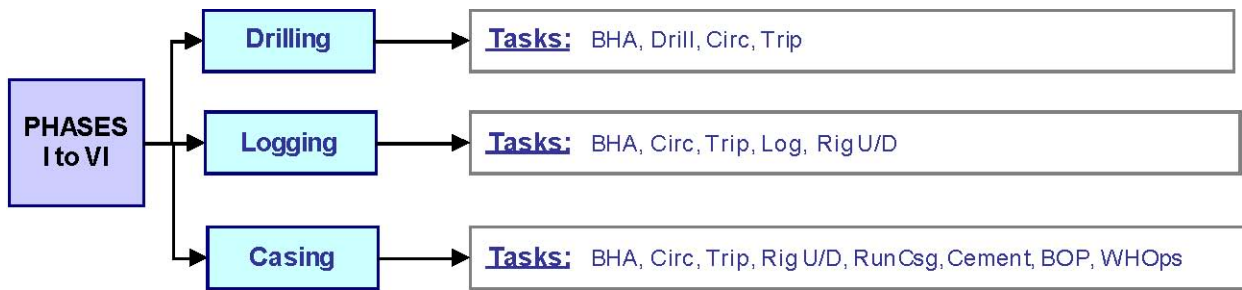 Drilling
Tasks: BHA, Drill, Circ, Trip
PHASES
I to VI
Logging
Tasks: BHA, Circ, Trip, Log, Rig U/D
Casing
Tasks: BHA, Circ, Trip, Rig U/D, RunCsg, Cement, BOP, WHOps